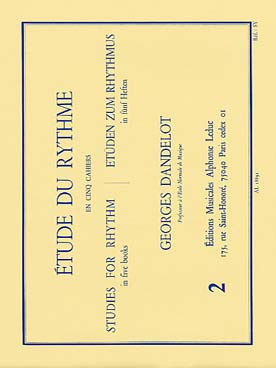 Réf. : SY
ÉTUDE DU RYTHME
EN CINQ CAHIERS
STUDIES FOR RHYTHM
in five books
ETUDEN ZUM RHYTHMUS
in fünf Heften
GEORGES DANDELOT
Professeur à l'École Normale de Musique
2
Éditions Musicales Alphonse Leduc
175, rue Saint-Honoré, 75040 Paris cedex 01